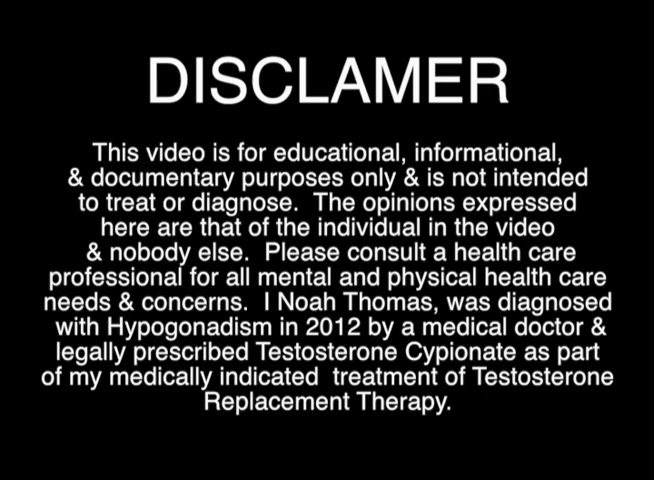 DISCLAMER
This video is for educational, informational,
& documentary purposes only & is not intended
to treat or diagnose.  The opinions expressed
here are that of the individual in the video
& nobody else.  Please consult a health care
professional for all mental and physical health care
needs & concerns.  I Noah Thomas, was diagnosed
with Hypogonadism in 2012 by a medical doctor &
legally prescribed Testosterone Cypionate as part
of my medically indicated  treatment of Testosterone
Replacement Therapy.